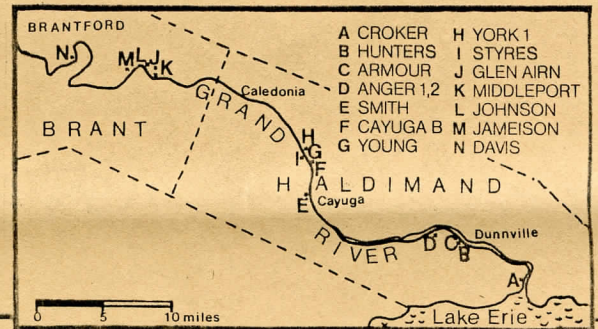 BRANTFORD
N
M L J
K
BRANT
GRAND
RIVER
Caledonia
H
I G
F
HALDIMAND
E Cayuga
D C
B
Dunnville
A
Lake Erie
0 5 10 miles
A CROKER
B HUNTERS
C ARMOUR
D ANGER 1,2
E SMITH
F CAYUGA B
G YOUNG
H YORK 1
I STYRES
J GLEN AIRN
K MIDDLEPORT
L JOHNSON
M JAMEISON
N DAVIS